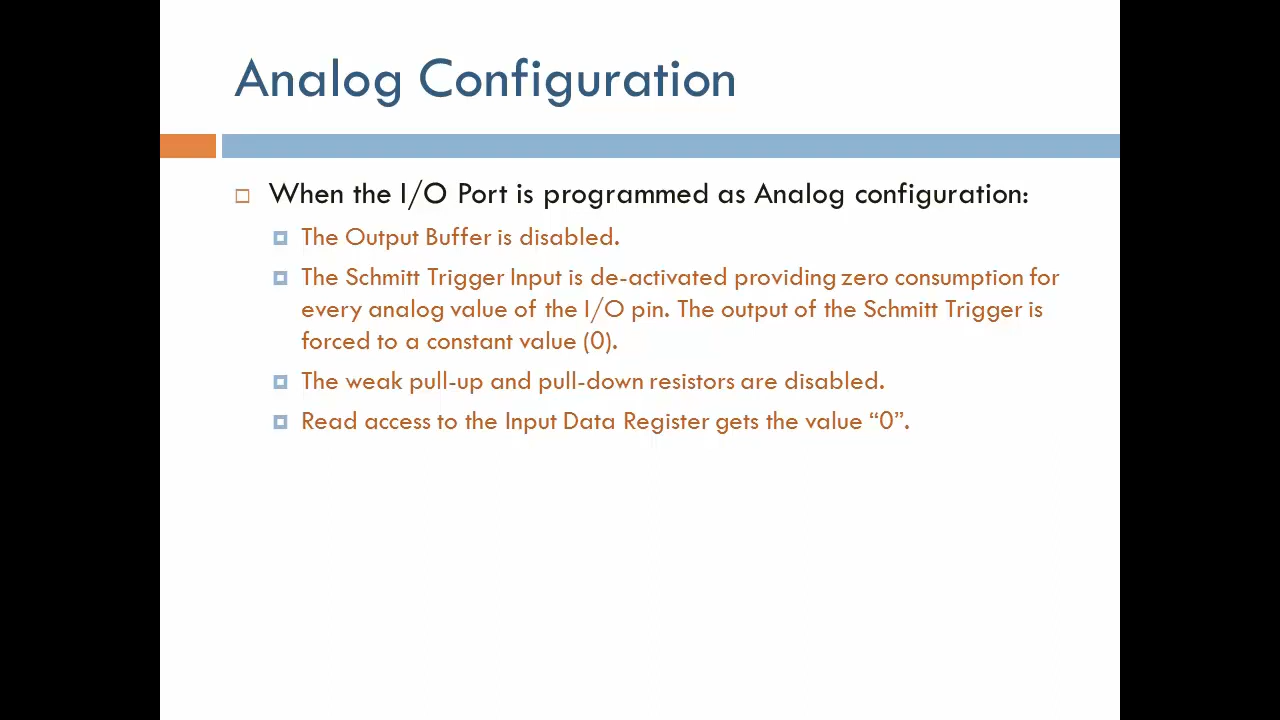 Analog Configuration
When the I/O Port is programmed as Analog configuration:
The Output Buffer is disabled.
The Schmitt Trigger Input is de-activated providing zero consumption for
every analog value of the I/O pin. The output of the Schmitt Trigger is
forced to a constant value (0).
The weak pull-up and pull-down resistors are disabled.
Read access to the Input Data Register gets the value “0”.